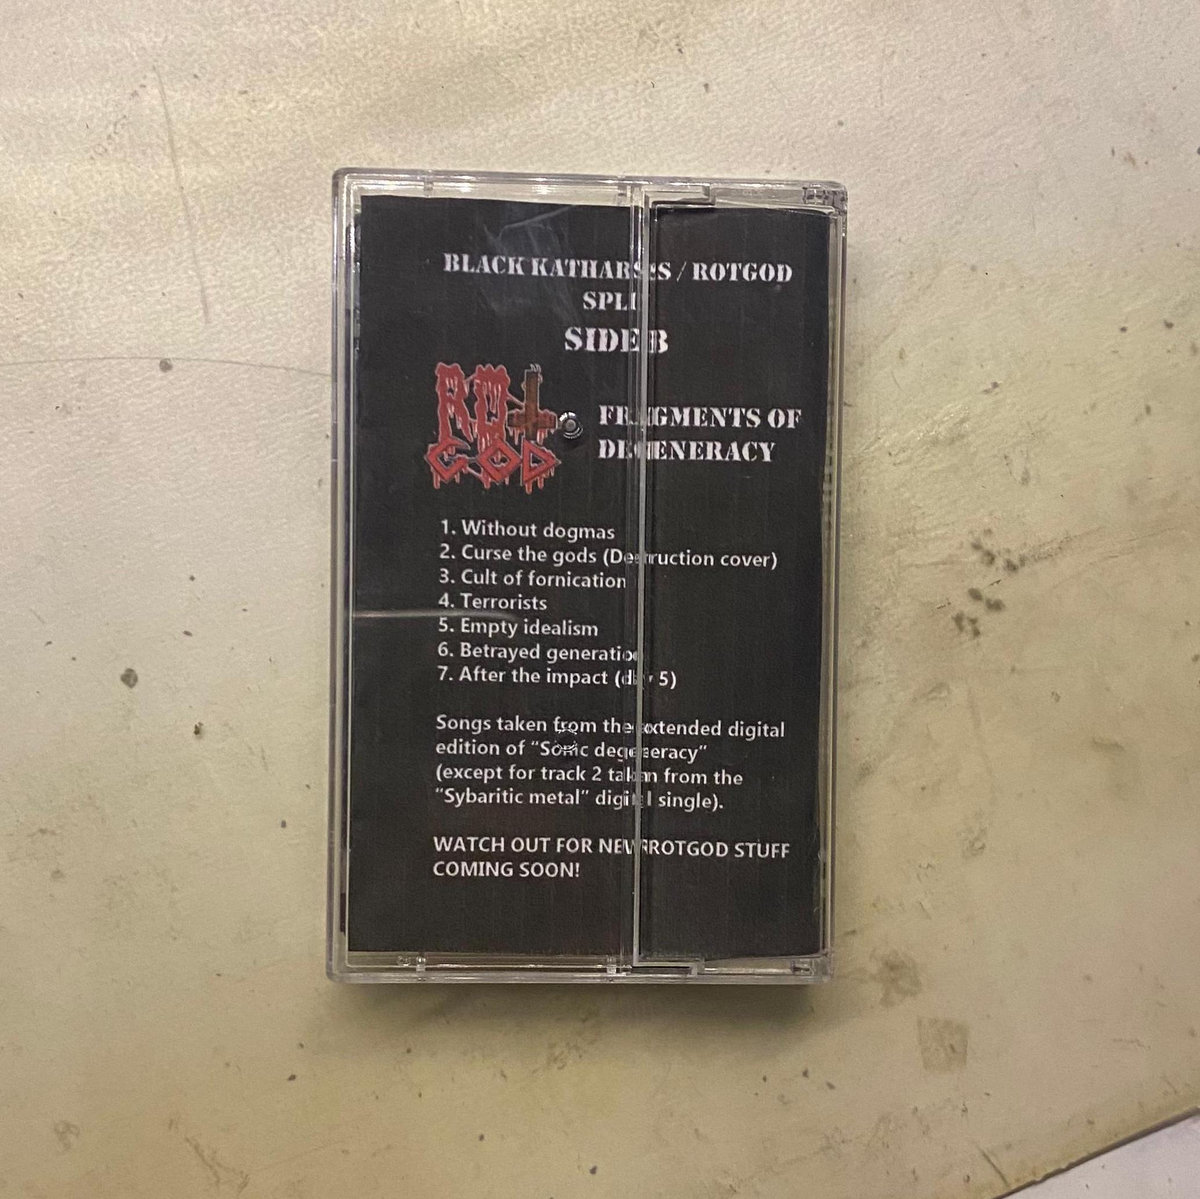 BLACK KATHARSIS / ROTGOD
SPLIT
SIDE B
ROT
GOD
FRAGMENTS OF
DEGENERACY
1. Without dogmas
2. Curse the gods (Destruction cover)
3. Cult of fornication
4. Terrorists
5. Empty idealism
6. Betrayed generation
7. After the impact (day 5)
Songs taken from the extended digital
edition of "Sonic degeneracy"
(except for track 2 taken from the
"Sybaritic metal" digital single).
WATCH OUT FOR NEW ROTGOD STUFF
COMING SOON!